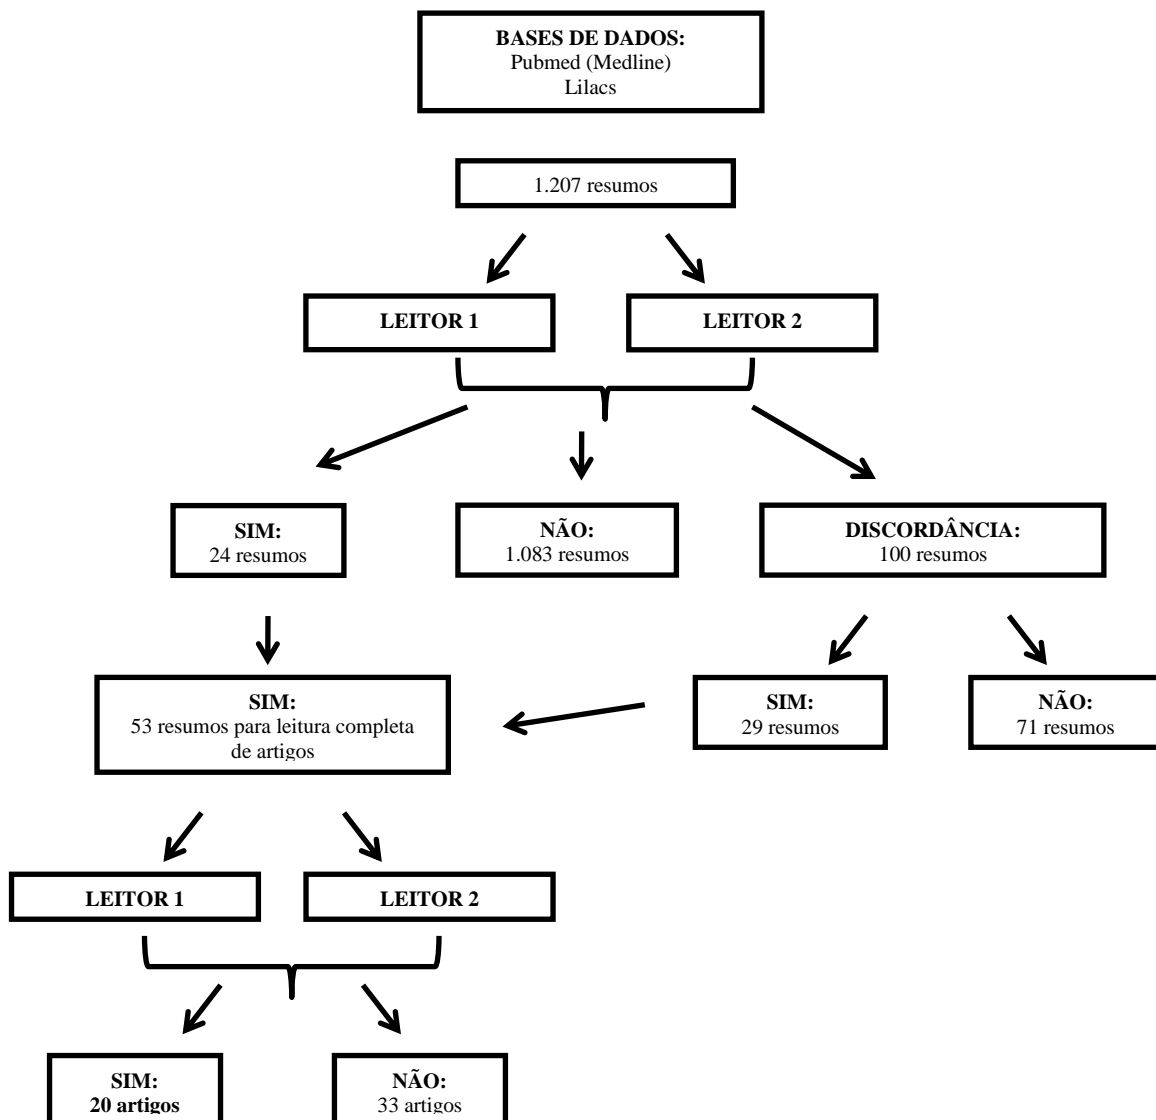 BASES DE DADOS:
Pubmed (Medline)
Lilacs
1.207 resumos
LEITOR 1
LEITOR 2
SIM:
24 resumos
NÃO:
1.083 resumos
DISCORDÂNCIA:
100 resumos
SIM:
53 resumos para leitura completa
de artigos
SIM:
29 resumos
NÃO:
71 resumos
LEITOR 1
LEITOR 2
SIM:
20 artigos
NÃO:
33 artigos